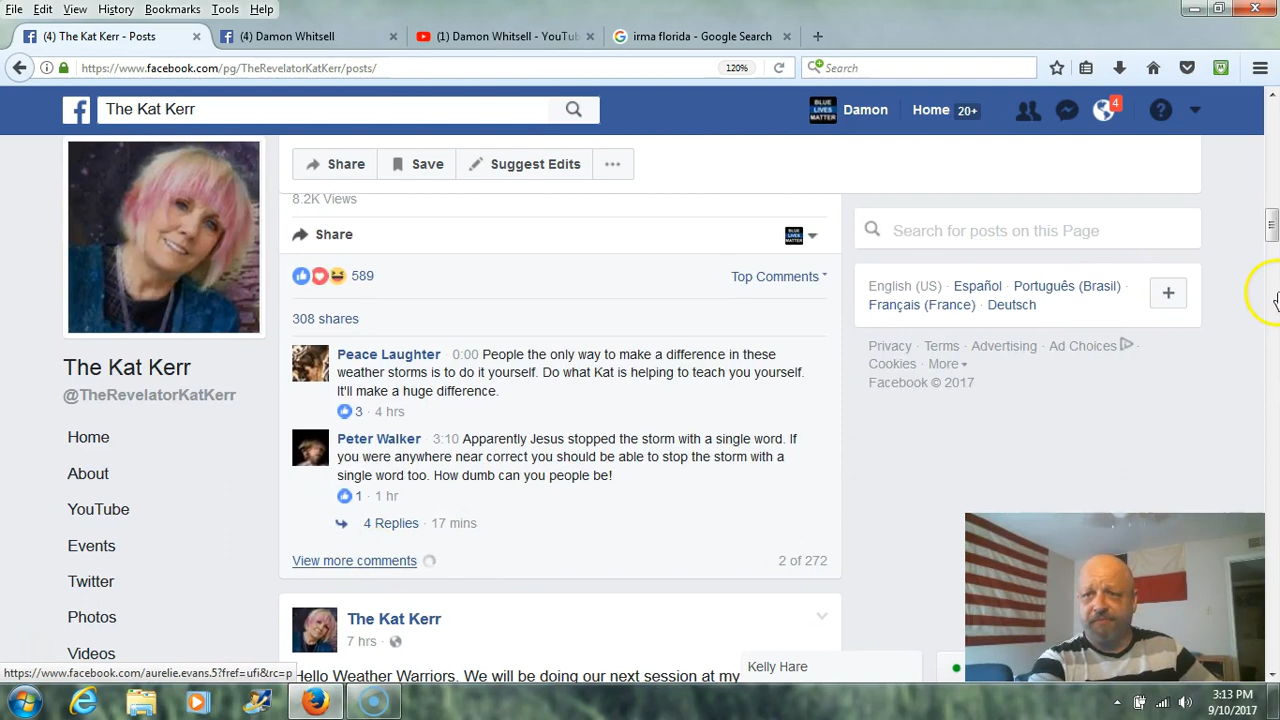 File Edit View History Bookmarks Tools Help
(4) The Kat Kerr - Posts × (4) Damon Whitsell × (1) Damon Whitsell - YouTub × irma florida - Google Search × +
https://www.facebook.com/pg/TheRevelatorKatKerr/posts/ 120% Search
The Kat Kerr Damon Home 20+ 4
Share Save Suggest Edits ...
8.2K Views
Share
BLUE LIVES MATTER
589 Top Comments
308 shares
Peace Laughter 0:00 People the only way to make a difference in these
weather storms is to do it yourself. Do what Kat is helping to teach you yourself.
It'll make a huge difference.
3 · 4 hrs
Peter Walker 3:10 Apparently Jesus stopped the storm with a single word. If
you were anywhere near correct you should be able to stop the storm with a
single word too. How dumb can you people be!
1 · 1 hr
4 Replies · 17 mins
View more comments 2 of 272
The Kat Kerr
7 hrs ·
Hello Weather Warriors. We will be doing our next session at my
Kelly Hare
Search for posts on this Page
English (US) · Español · Português (Brasil) ·
Français (France) · Deutsch
+
Privacy · Terms · Advertising · Ad Choices ·
Cookies · More
Facebook © 2017
The Kat Kerr
@TheRevelatorKatKerr
Home
About
YouTube
Events
Twitter
Photos
Videos
https://www.facebook.com/aurelie.evans.5?fref=ufi&rc=p
3:13 PM
9/10/2017